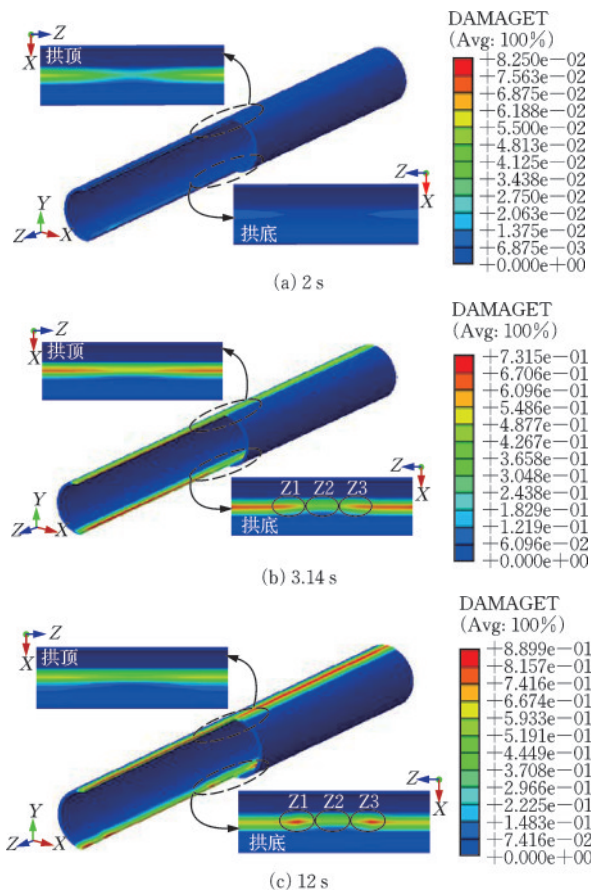 DAMAGET
(Avg: 100%)
+8.250e−02
+7.563e−02
+6.875e−02
+6.188e−02
+5.500e−02
+4.813e−02
+4.125e−02
+3.438e−02
+2.750e−02
+2.063e−02
+1.375e−02
+6.875e−03
+0.000e+00
Z
X
拱顶
Y
Z X
Z
X
拱底
(a) 2 s
DAMAGET
(Avg: 100%)
+7.315e−01
+6.706e−01
+6.096e−01
+5.486e−01
+4.877e−01
+4.267e−01
+3.658e−01
+3.048e−01
+2.438e−01
+1.829e−01
+1.219e−01
+6.096e−02
+0.000e+00
Z
X
拱顶
Y
Z X
Z
X
Z1 Z2 Z3
拱底
(b) 3.14 s
DAMAGET
(Avg: 100%)
+8.899e−01
+8.157e−01
+7.416e−01
+6.674e−01
+5.933e−01
+5.191e−01
+4.449e−01
+3.708e−01
+2.966e−01
+2.225e−01
+1.483e−01
+7.416e−02
+0.000e+00
Z
X
拱顶
Y
Z X
Z
X
Z1 Z2 Z3
拱底
(c) 12 s